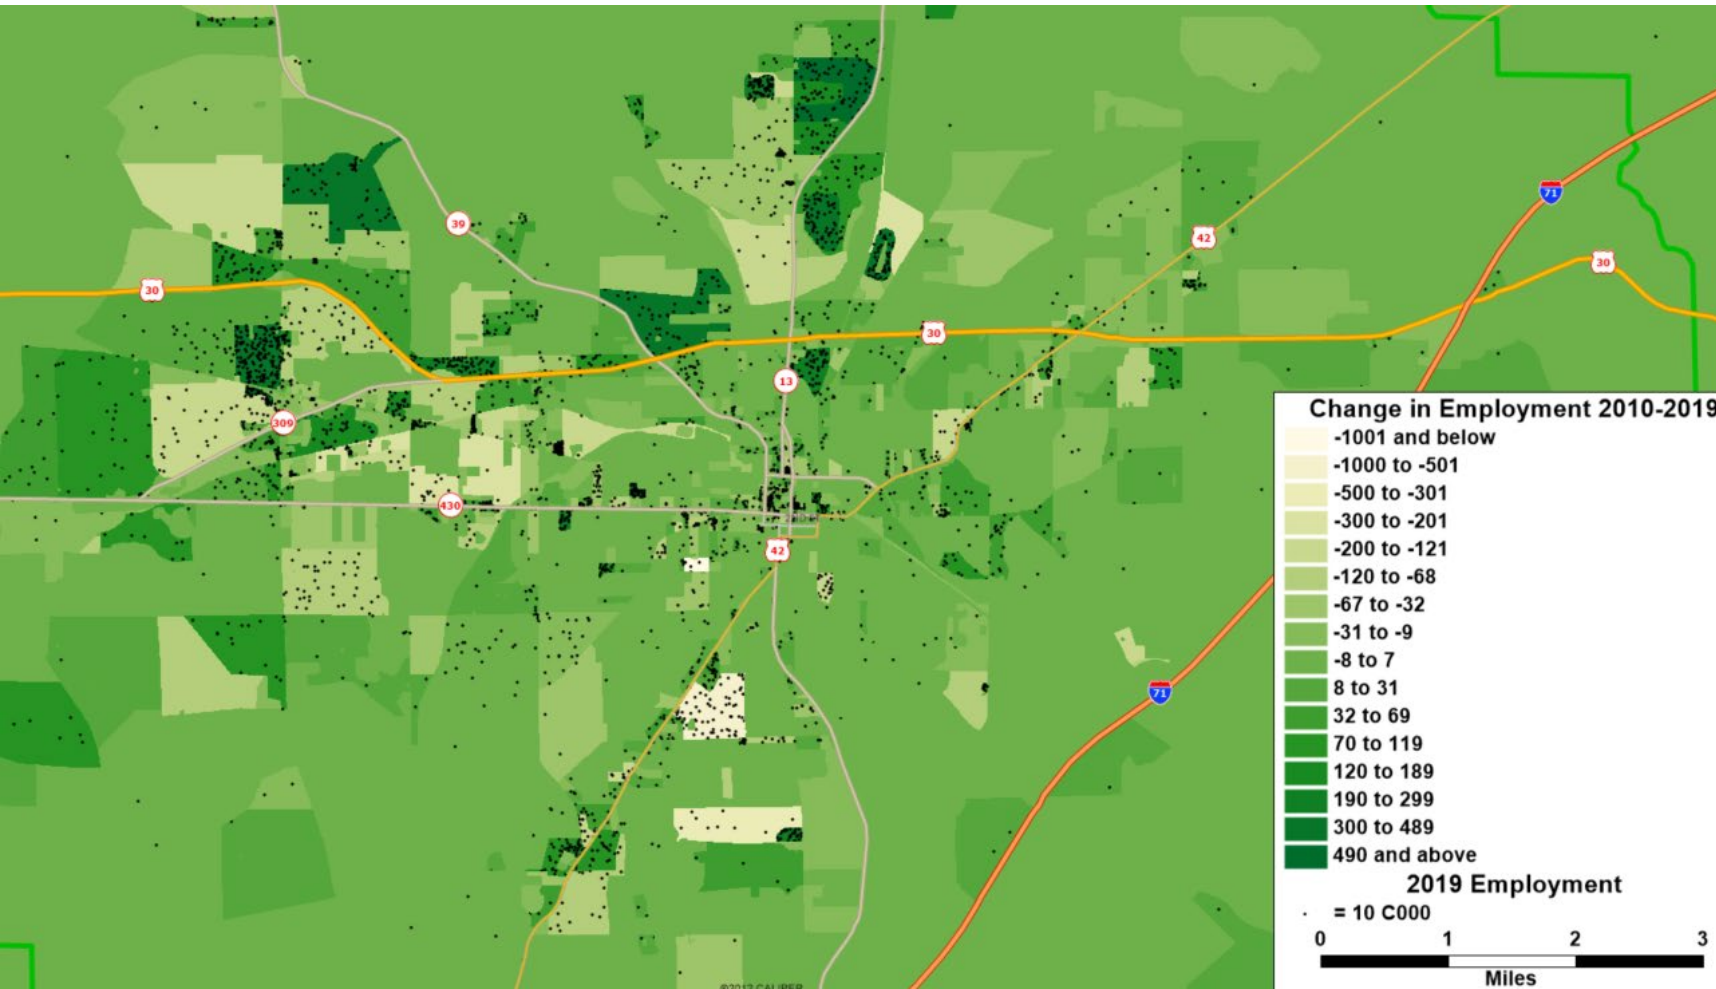 39
71
42
30
30
30
13
309
430
42
71
Change in Employment 2010-2019
-1001 and below
-1000 to -501
-500 to -301
-300 to -201
-200 to -121
-120 to -68
-67 to -32
-31 to -9
-8 to 7
8 to 31
32 to 69
70 to 119
120 to 189
190 to 299
300 to 489
490 and above
2019 Employment
= 10 C000
0 1 2 3
Miles
CALIPER